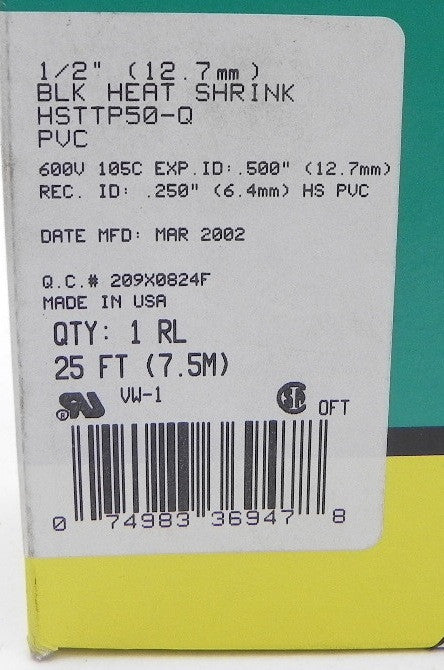 1/2" (12.7mm)
BLK HEAT SHRINK
HSTTP50-Q
PVC
600V 105C EXP.ID: .500" (12.7mm)
REC. ID: .250" (6.4mm) HS PVC
DATE MFD: MAR 2002
Q.C.# 209X0824F
MADE IN USA
QTY: 1 RL
25 FT (7.5M)
VW-1
OFT
0 74983 36947 8